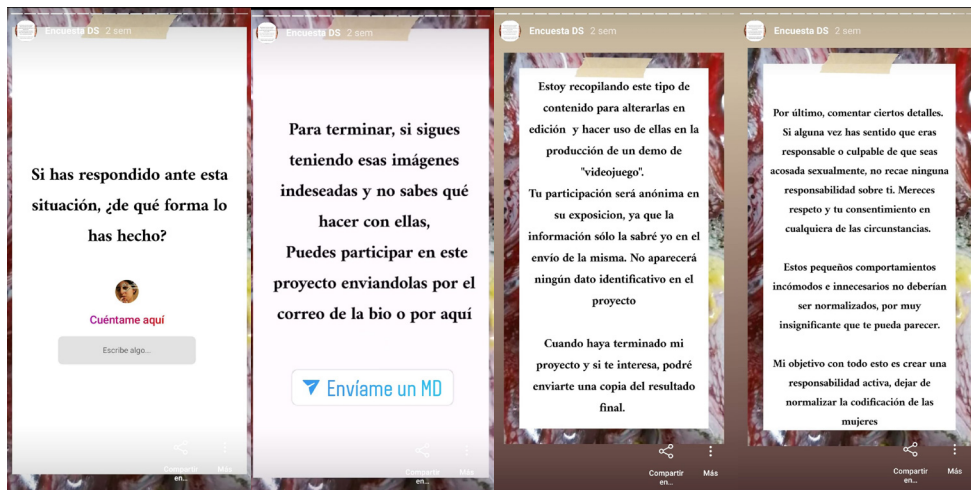 Encuesta DS 2 sem
Si has respondido ante esta
situación, ¿de qué forma lo
has hecho?
Cuéntame aquí
Escribe algo...
Compartir
en...
Más
Encuesta DS 2 sem
Para terminar, si sigues
teniendo esas imágenes
indeseadas y no sabes qué
hacer con ellas,
Puedes participar en este
proyecto enviandolas por el
correo de la bio o por aquí
Envíame un MD
Compartir
en...
Más
Encuesta DS 2 sem
Estoy recopilando este tipo de
contenido para alterarlas en
edición y hacer uso de ellas en la
producción de un demo de
"videojuego".
Tu participación será anónima en
su exposicion, ya que la
información sólo la sabré yo en el
envío de la misma. No aparecerá
ningún dato identificativo en el
proyecto
Cuando haya terminado mi
proyecto y si te interesa, podré
enviarte una copia del resultado
final.
Compartir
en...
Más
Encuesta DS 2 sem
Por último, comentar ciertos detalles.
Si alguna vez has sentido que eras
responsable o culpable de que seas
acosada sexualmente, no recae ninguna
responsabilidad sobre ti. Mereces
respeto y tu consentimiento en
cualquiera de las circunstancias.
Estos pequeños comportamientos
incómodos e innecesarios no deberían
ser normalizados, por muy
insignificante que te pueda parecer.
Mi objetivo con todo esto es crear una
responsabilidad activa, dejar de
normalizar la codificación de las
mujeres
Compartir
en...
Más